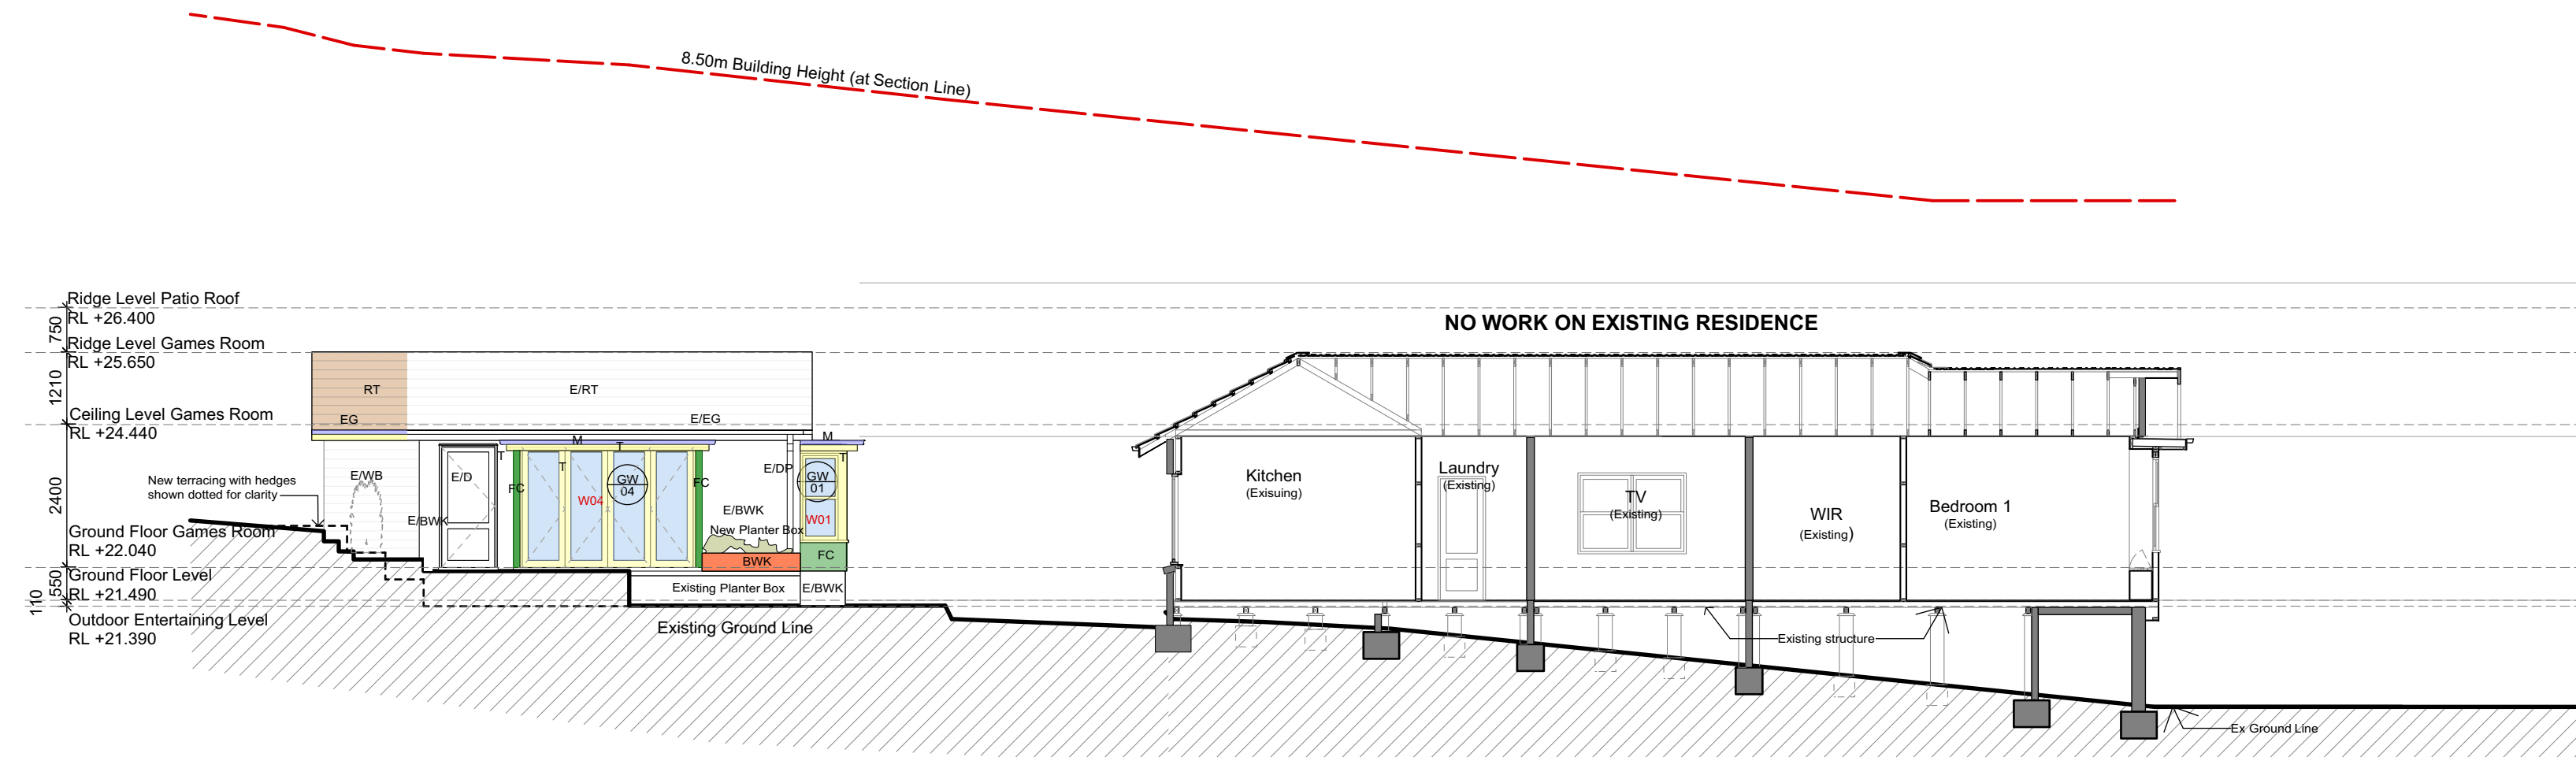 8.50m Building Height (at Section Line)
Ridge Level Patio Roof
RL +26.400
750
Ridge Level Games Room
RL +25.650
1210
Ceiling Level Games Room
RL +24.440
2400
Ground Floor Games Room
RL +22.040
550
Ground Floor Level
RL +21.490
110
Outdoor Entertaining Level
RL +21.390
New terracing with hedges
shown dotted for clarity
RT
E/RT
EG
E/EG
M
T
M
T
T
T
E/WB
E/D
E/BWK
FC
W04
GW
04
FC
E/DP
E/BWK
New Planter Box
GW
01
W01
FC
BWK
Existing Planter Box
E/BWK
Existing Ground Line
NO WORK ON EXISTING RESIDENCE
Kitchen
(Exisuing)
Laundry
(Existing)
TV
(Existing)
WIR
(Existing)
Bedroom 1
(Existing)
Existing structure
Ex Ground Line